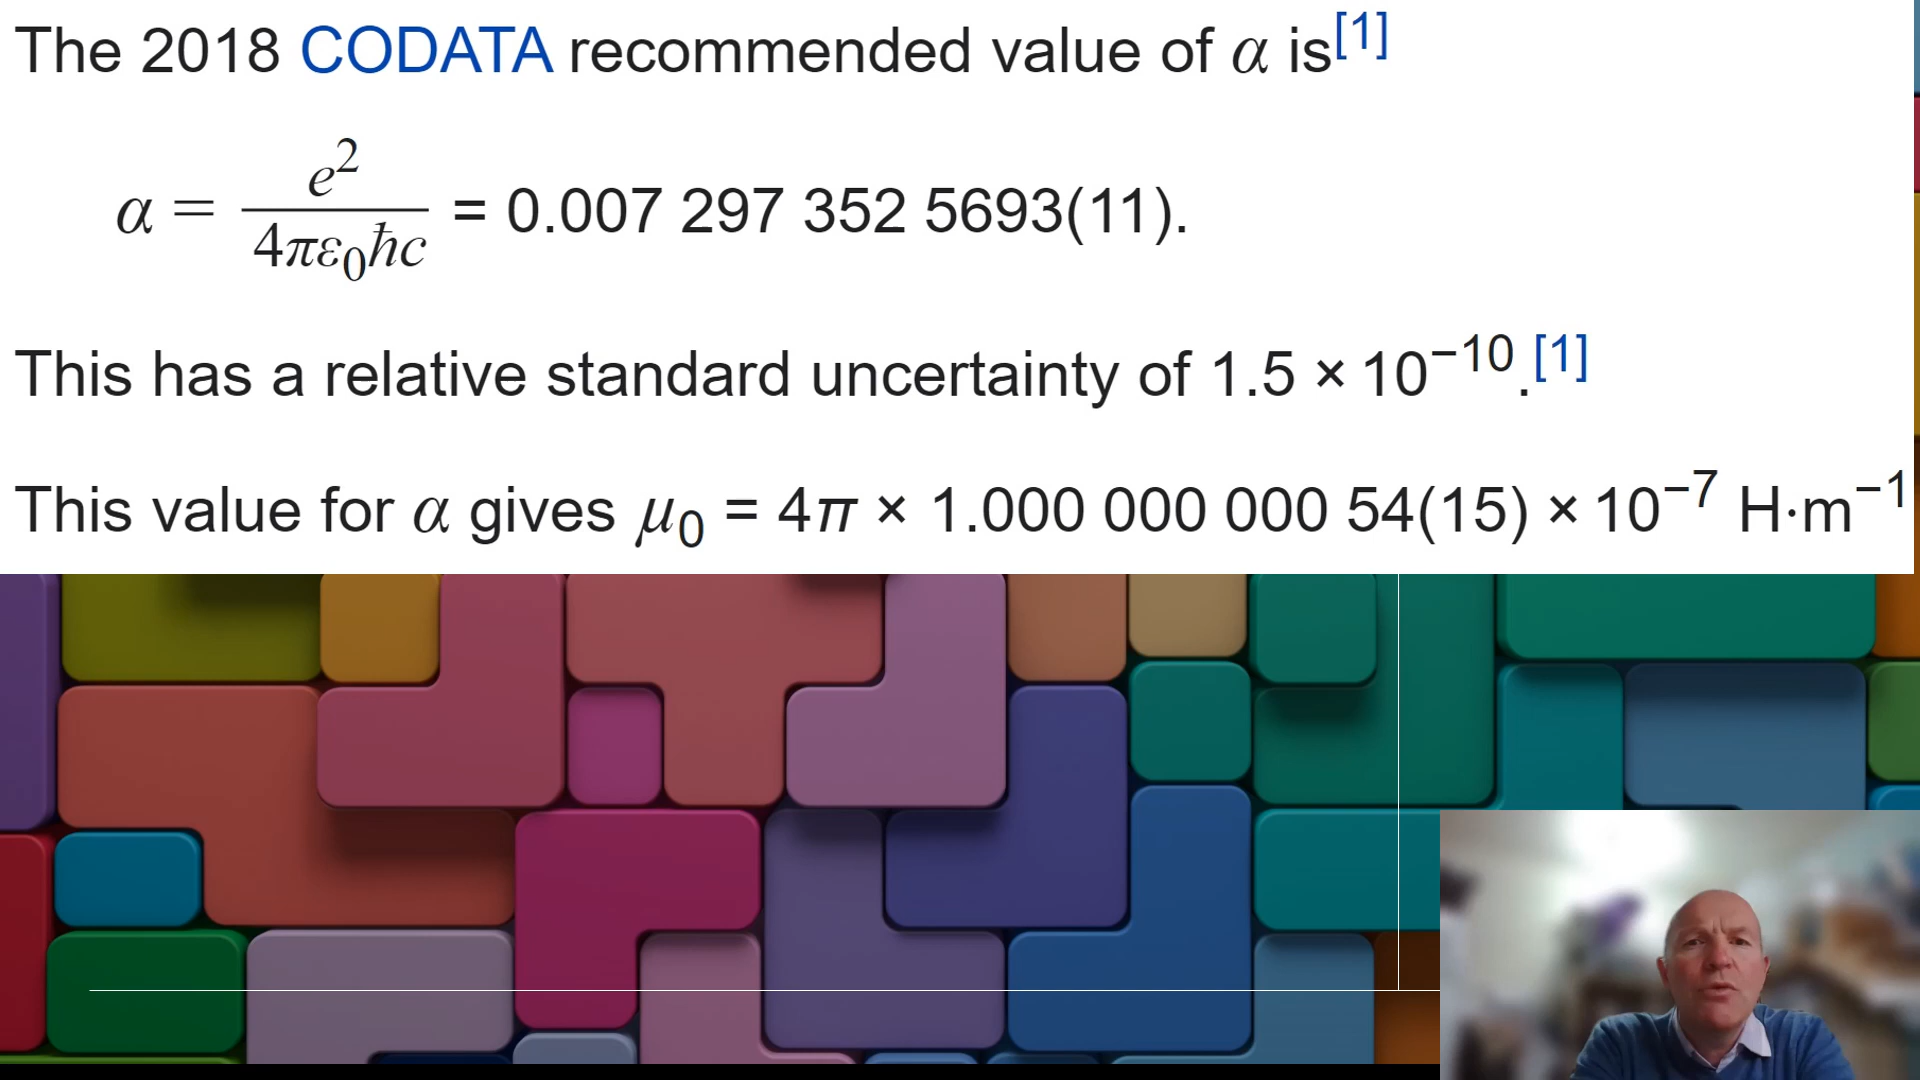 The 2018 CODATA recommended value of α is[1]
α = e²/4πε₀ħc = 0.007 297 352 5693(11).
This has a relative standard uncertainty of 1.5 × 10⁻¹⁰.[1]
This value for α gives μ₀ = 4π × 1.000 000 000 54(15) × 10⁻⁷ H·m⁻¹